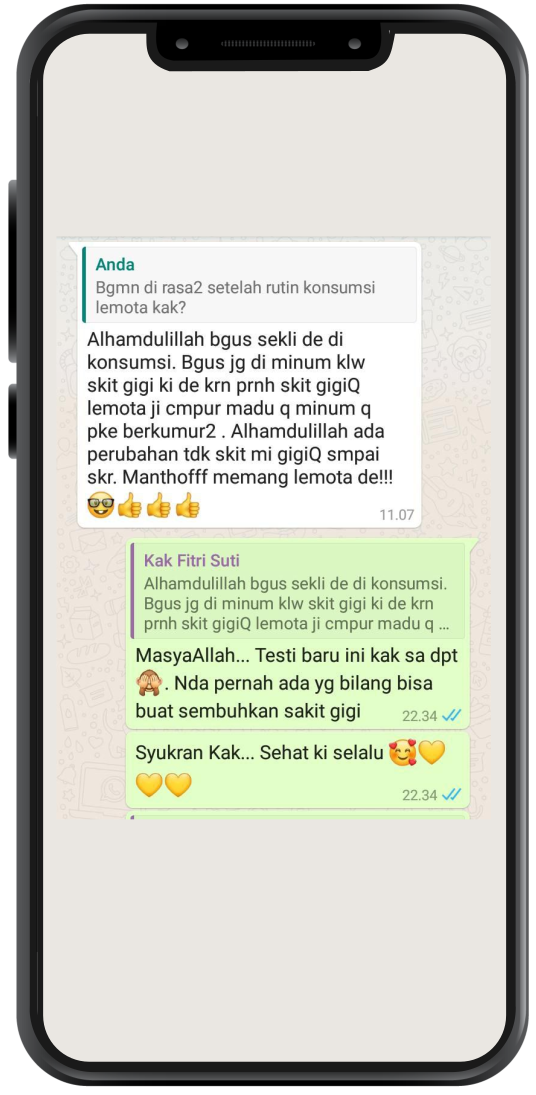 Anda
Bgmn di rasa2 setelah rutin konsumsi
lemota kak?
Alhamdulillah bgus sekli de di
konsumsi. Bgus jg di minum klw
skit gigi ki de krn prnh skit gigiQ
lemota ji cmpur madu q minum q
pke berkumur2 . Alhamdulillah ada
perubahan tdk skit mi gigiQ smpai
skr. Manthofff memang lemota de!!!
🤓👍👍👍
11.07
Kak Fitri Suti
Alhamdulillah bgus sekli de di konsumsi.
Bgus jg di minum klw skit gigi ki de krn
prnh skit gigiQ lemota ji cmpur madu q ...
MasyaAllah... Testi baru ini kak sa dpt
🙈. Nda pernah ada yg bilang bisa
buat sembuhkan sakit gigi 22.34
Syukran Kak... Sehat ki selalu 🥰💛
💛💛 22.34